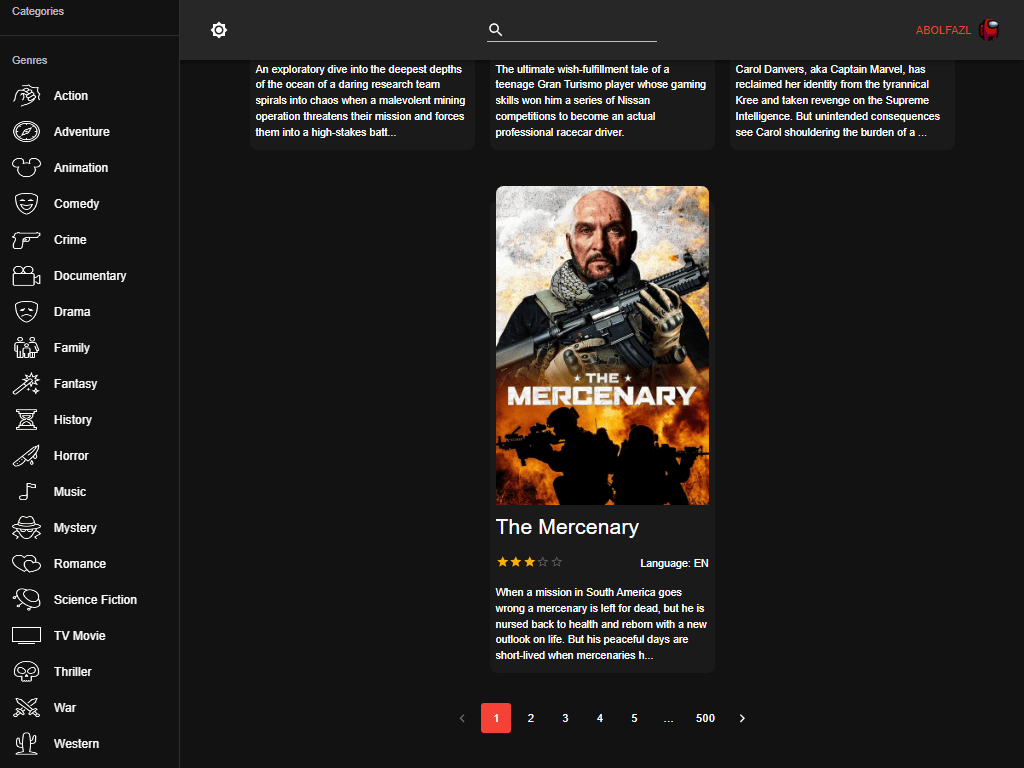 Categories
Genres
Action
Adventure
Animation
Comedy
Crime
Documentary
Drama
Family
Fantasy
History
Horror
Music
Mystery
Romance
Science Fiction
TV Movie
Thriller
War
Western
ABOLFAZL
An exploratory dive into the deepest depths
of the ocean of a daring research team
spirals into chaos when a malevolent mining
operation threatens their mission and forces
them into a high-stakes batt...
The ultimate wish-fulfillment tale of a
teenage Gran Turismo player whose gaming
skills won him a series of Nissan
competitions to become an actual
professional racecar driver.
Carol Danvers, aka Captain Marvel, has
reclaimed her identity from the tyrannical
Kree and taken revenge on the Supreme
Intelligence. But unintended consequences
see Carol shouldering the burden of a ...
THE
MERCENARY
The Mercenary
Language: EN
When a mission in South America goes
wrong a mercenary is left for dead, but he is
nursed back to health and reborn with a new
outlook on life. But his peaceful days are
short-lived when mercenaries h...
1 2 3 4 5 ... 500